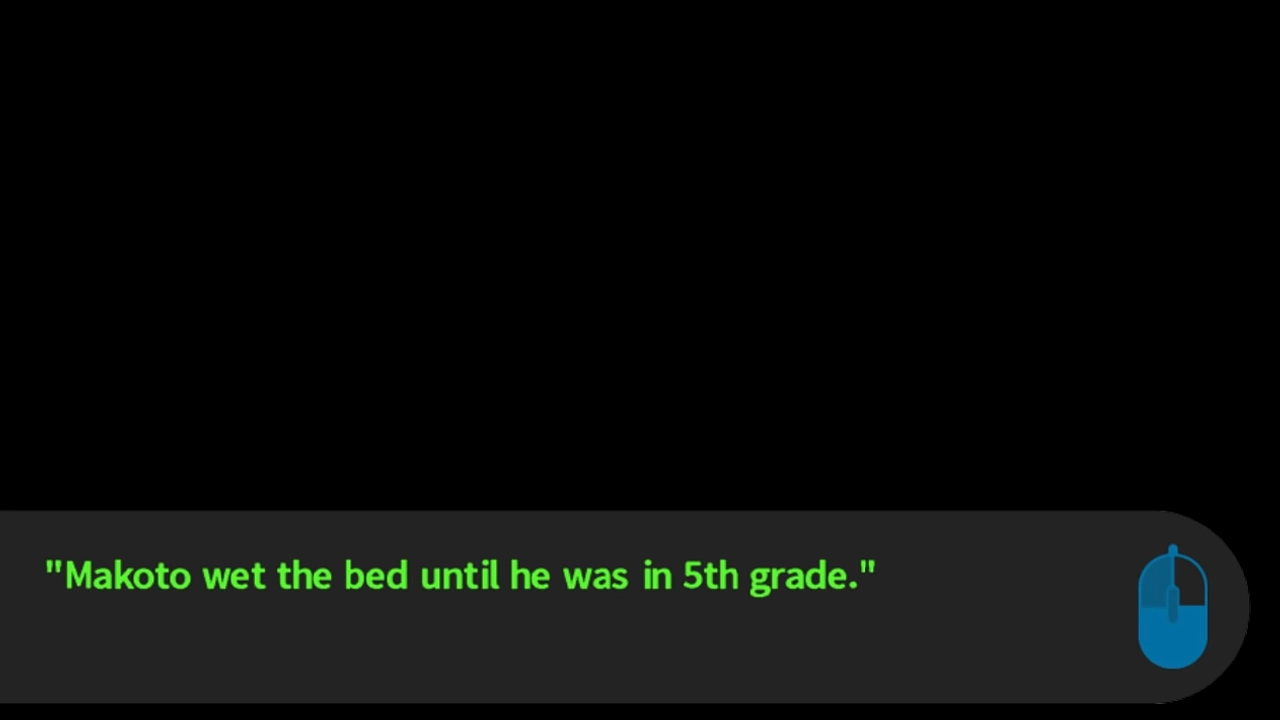 "Makoto wet the bed until he was in 5th grade."